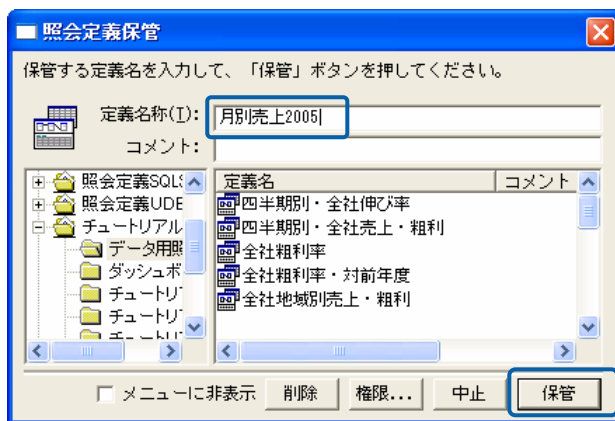 照会定義保管
保管する定義名を入力して、「保管」ボタンを押してください。
定義名称(I):
月別売上2005
コメント:
照会定義SQLS
照会定義UDE
チュートリアル
データ用照
ダッシュボ
チュートリ
チュートリ
チュートリ
定義名
コメント
四半期別・全社伸び率
四半期別・全社売上・粗利
全社粗利率
全社粗利率・対前年度
全社地域別売上・粗利
メニューに非表示
削除
権限...
中止
保管